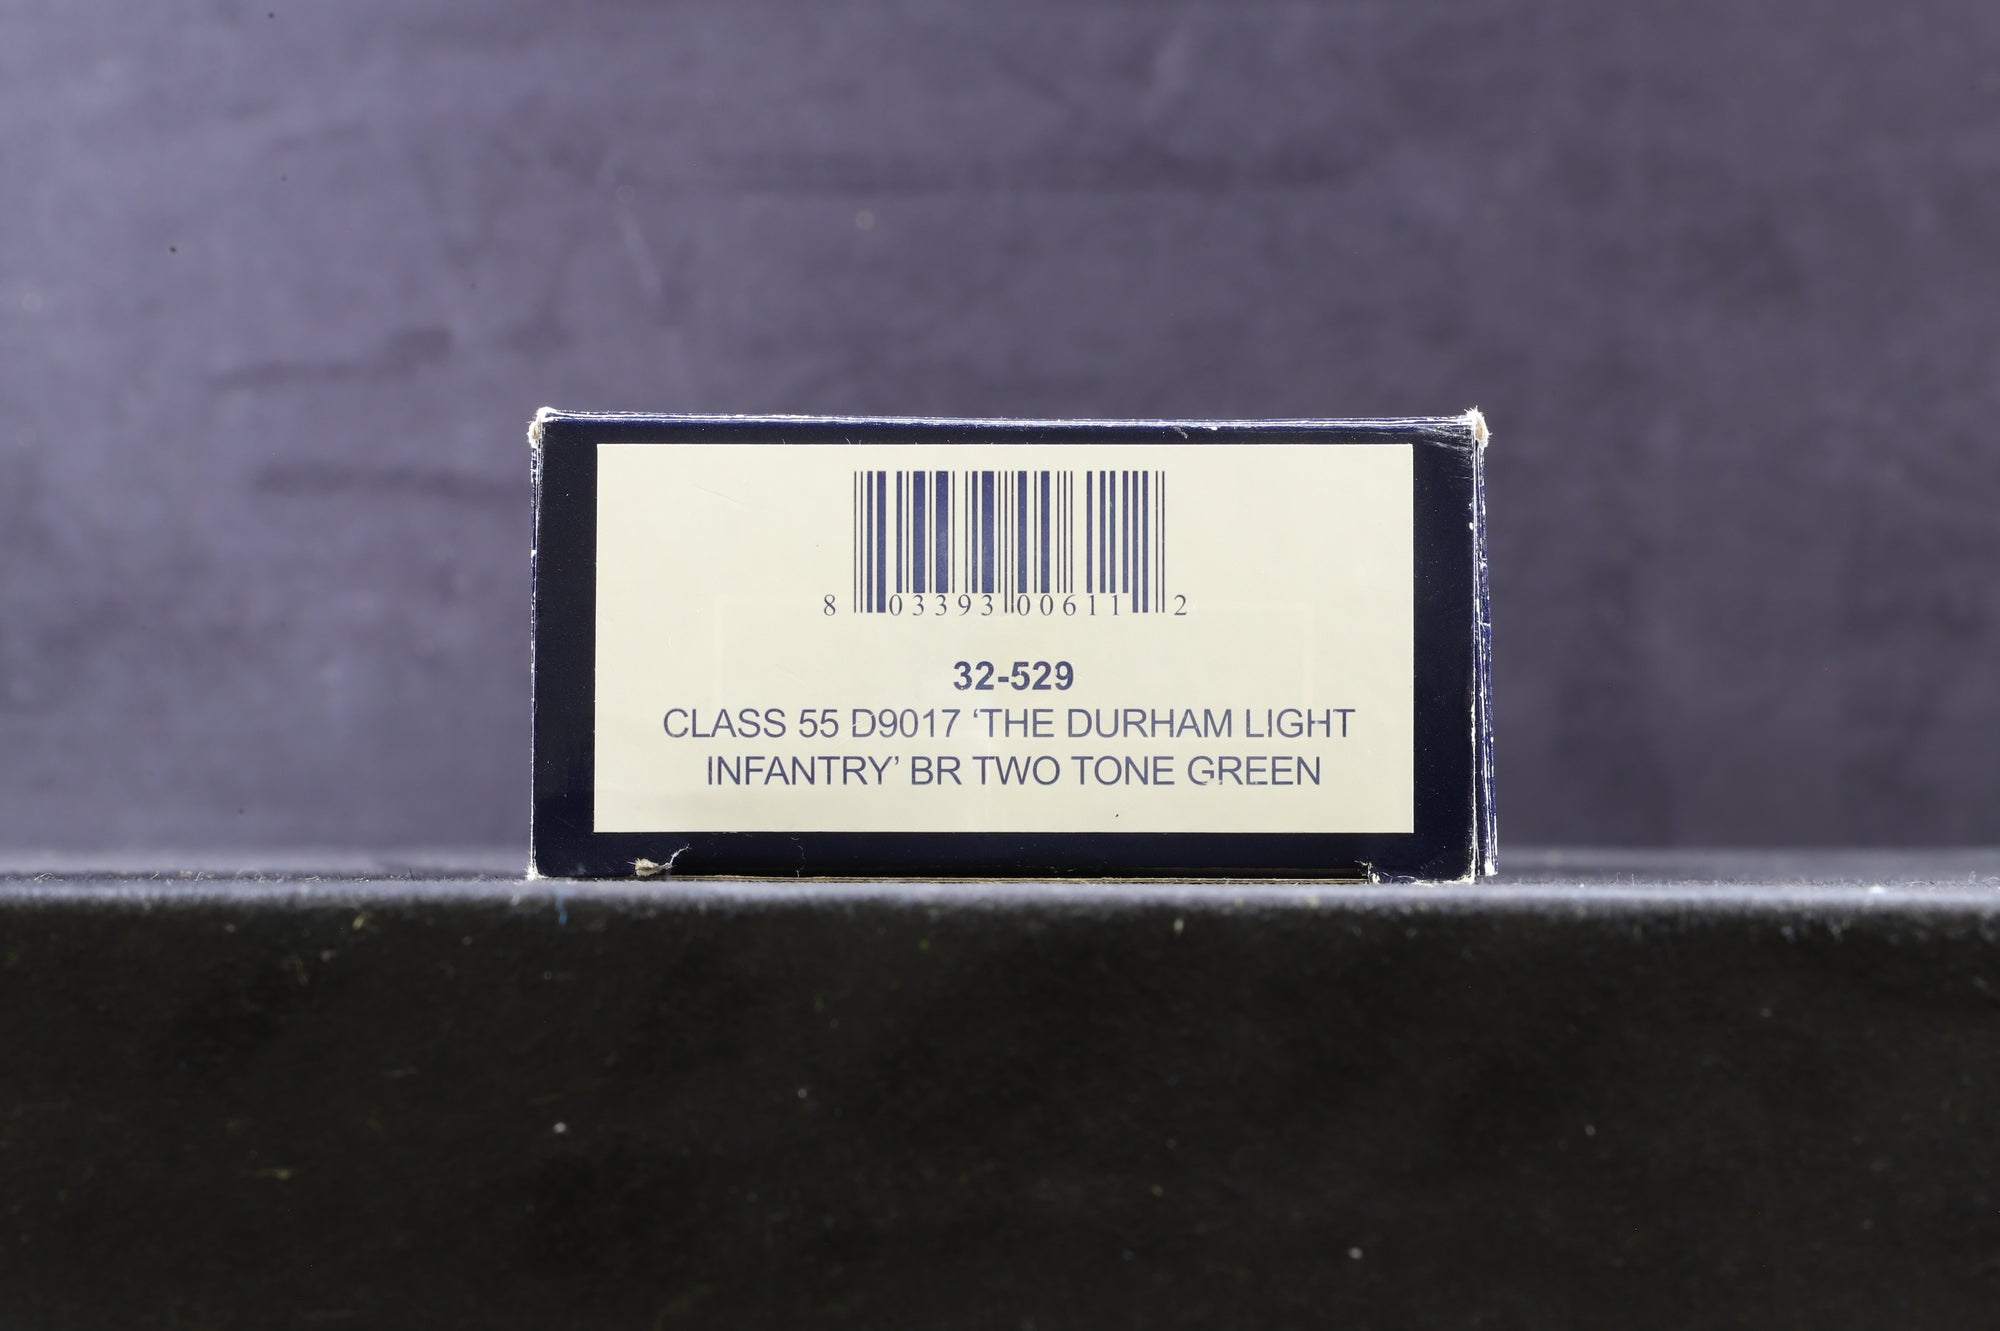 8 03393 00611 2
32-529
CLASS 55 D9017 ‘THE DURHAM LIGHT
INFANTRY’ BR TWO TONE GREEN